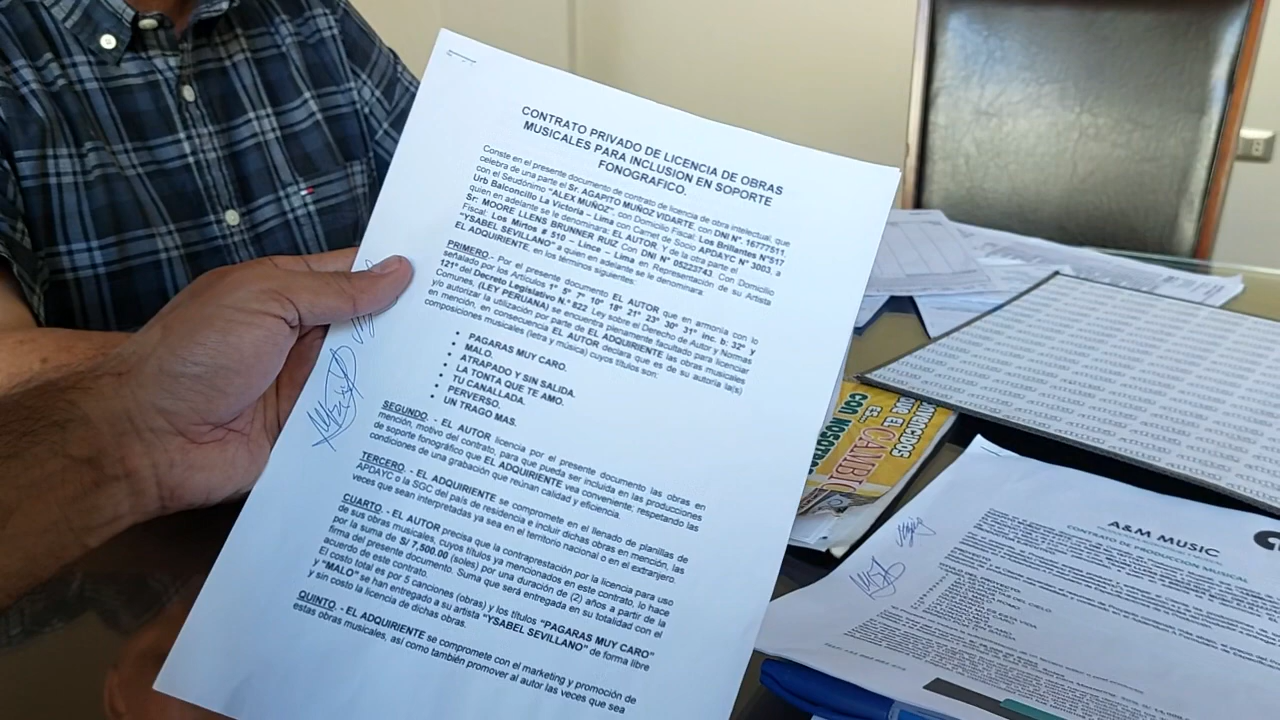 CONTRATO PRIVADO DE LICENCIA DE OBRAS
MUSICALES PARA INCLUSION EN SOPORTE
FONOGRAFICO.
Conste en el presente documento de contrato de licencia de obra intelectual, que
celebra de una parte el Sr. AGAPITO MUÑOZ VIDARTE, con DNI N° 16777511
con el Seudónimo "ALEX MUÑOZ", con Domicilio Fiscal: Los Brillantes N°517
Urb Balconcillo La Victoria – Lima con Carnet de Socio APDAYC N° 3003, a
quien en adelante se le denominara: EL AUTOR Y de la otra parte el
Sr: MOORE LLENS BRUNNER RUIZ Con DNI N° 05223743. Con Domicilio
Fiscal: Los Mirtos # 510 – Lince – Lima en Representación de su Artista
"YSABEL SEVILLANO" a quien en adelante se le denominara:
EL ADQUIRIENTE, en los términos siguientes:
PRIMERO.- Por el presente documento EL AUTOR que en armonía con lo
señalado por los Artículos 1° 5° 7° 10° 18° 21° 23° 30° 31° inc. b: 32° y
121° del Decreto Legislativo N.° 822 Ley sobre el Derecho de Autor y Normas
Comunes, (LEY PERUANA) se encuentra plenamente facultado para licenciar
y/o autorizar la utilización por parte de EL ADQUIRIENTE las obras musicales
en mención, en consecuencia EL AUTOR declara que es de su autoría la(s)
composiciones musicales (letra y música) cuyos títulos son:
• PAGARAS MUY CARO.
• MALO.
• ATRAPADO Y SIN SALIDA.
• LA TONTA QUE TE AMO.
• TU CANALLADA.
• PERVERSO.
• UN TRAGO MAS.
SEGUNDO. - EL AUTOR licencia por el presente documento las obras en
mención, motivo del contrato, para que pueda ser incluida en las producciones
de soporte fonográfico que EL ADQUIRIENTE vea conveniente; respetando las
condiciones de una grabación que reúnan calidad y eficiencia.
TERCERO. - EL ADQUIRIENTE se compromete en el llenado de planillas de
APDAYC o la SGC del país de residencia e incluir dichas obras en mención, las
veces que sean interpretadas ya sea en el territorio nacional o en el extranjero.
CUARTO. - EL AUTOR precisa que la contraprestación por la licencia para uso
de sus obras musicales, cuyos títulos ya mencionados en este contrato, lo hace
por la suma de S/ 7,500.00 (soles) por una duración de (2) años a partir de la
firma del presente documento. Suma que será entregada en su totalidad con el
acuerdo de este contrato.
El costo total es por 5 canciones (obras) y los títulos "PAGARAS MUY CARO"
y "MALO" se han entregado a su artista "YSABEL SEVILLANO" de forma libre
y sin costo la licencia de dichas obras.
QUINTO. - EL ADQUIRIENTE se compromete con el marketing y promoción de
estas obras musicales, así como también promover al autor las veces que sea
QUE EL CAMBIO
ES...
CON NOSOTROS
A&M MUSIC
CONTRATO DE PRODUCCION MUSICAL